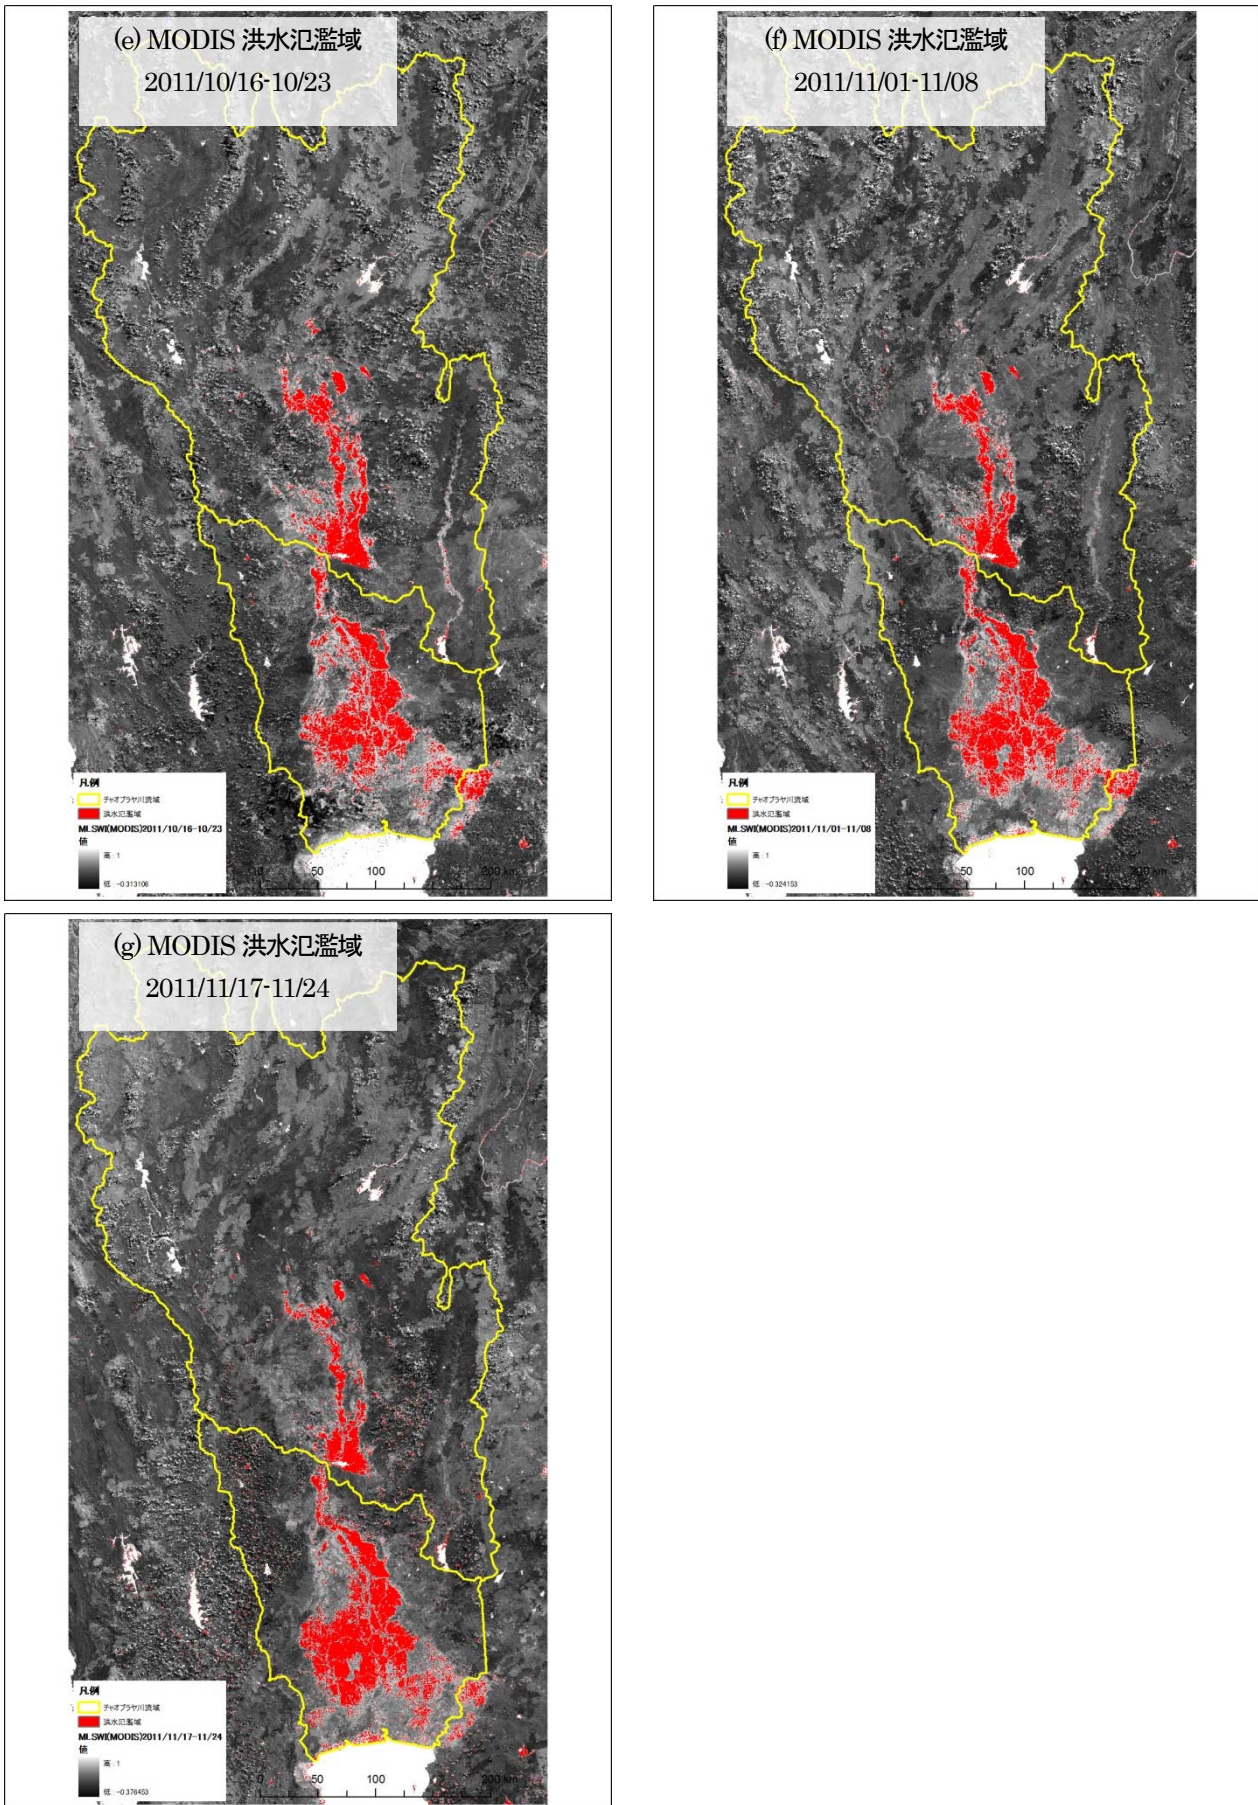 (e) MODIS 洪水氾濫域
2011/10/16-10/23
凡例
チャオプラヤ川流域
洪水氾濫域
MLSWI(MODIS)2011/10/16-10/23
値
高 : 1
低 : -0.313106
0 50 100 200 km
(f) MODIS 洪水氾濫域
2011/11/01-11/08
凡例
チャオプラヤ川流域
洪水氾濫域
MLSWI(MODIS)2011/11/01-11/08
値
高 : 1
低 : -0.324153
0 50 100 200 km
(g) MODIS 洪水氾濫域
2011/11/17-11/24
凡例
チャオプラヤ川流域
洪水氾濫域
MLSWI(MODIS)2011/11/17-11/24
値
高 : 1
低 : -0.376453
0 50 100 200 km